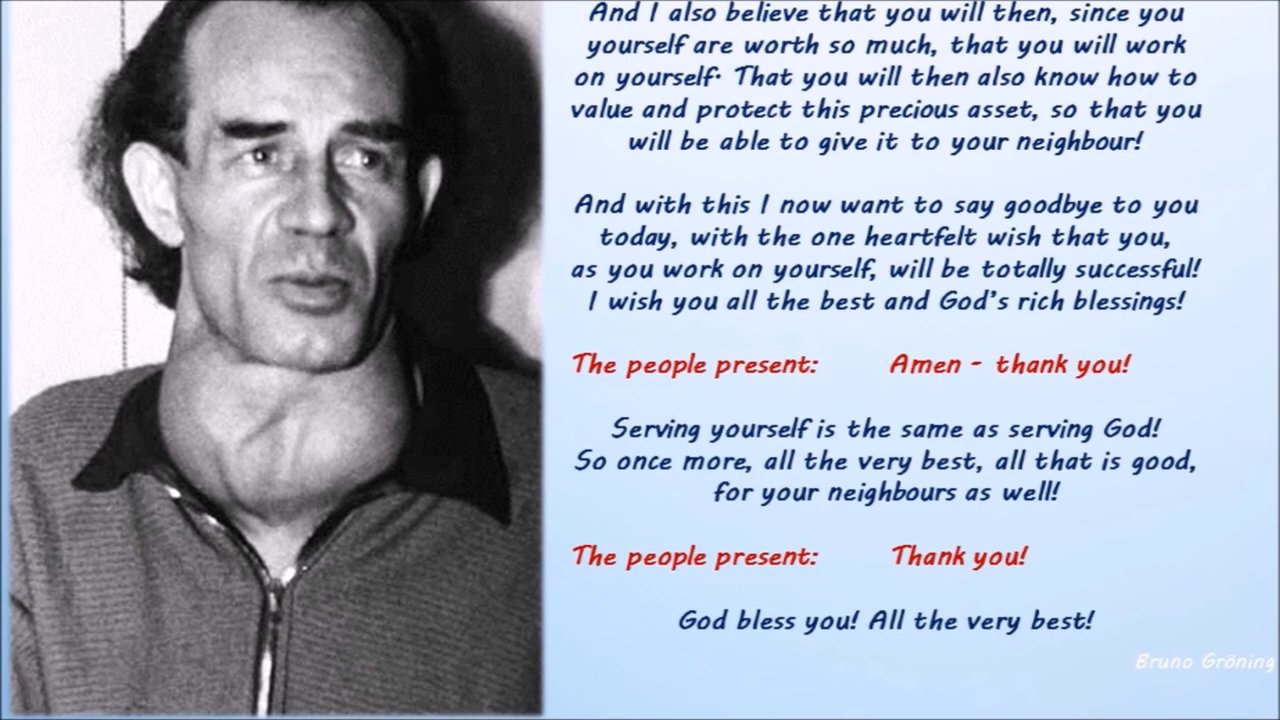 And I also believe that you will then, since you
yourself are worth so much, that you will work
on yourself· That you will then also know how to
value and protect this precious asset, so that you
will be able to give it to your neighbour!
And with this I now want to say goodbye to you
today, with the one heartfelt wish that you,
as you work on yourself, will be totally successful!
I wish you all the best and God's rich blessings!
The people present: Amen - thank you!
Serving yourself is the same as serving God!
So once more, all the very best, all that is good,
for your neighbours as well!
The people present: Thank you!
God bless you! All the very best!
Bruno Gröning